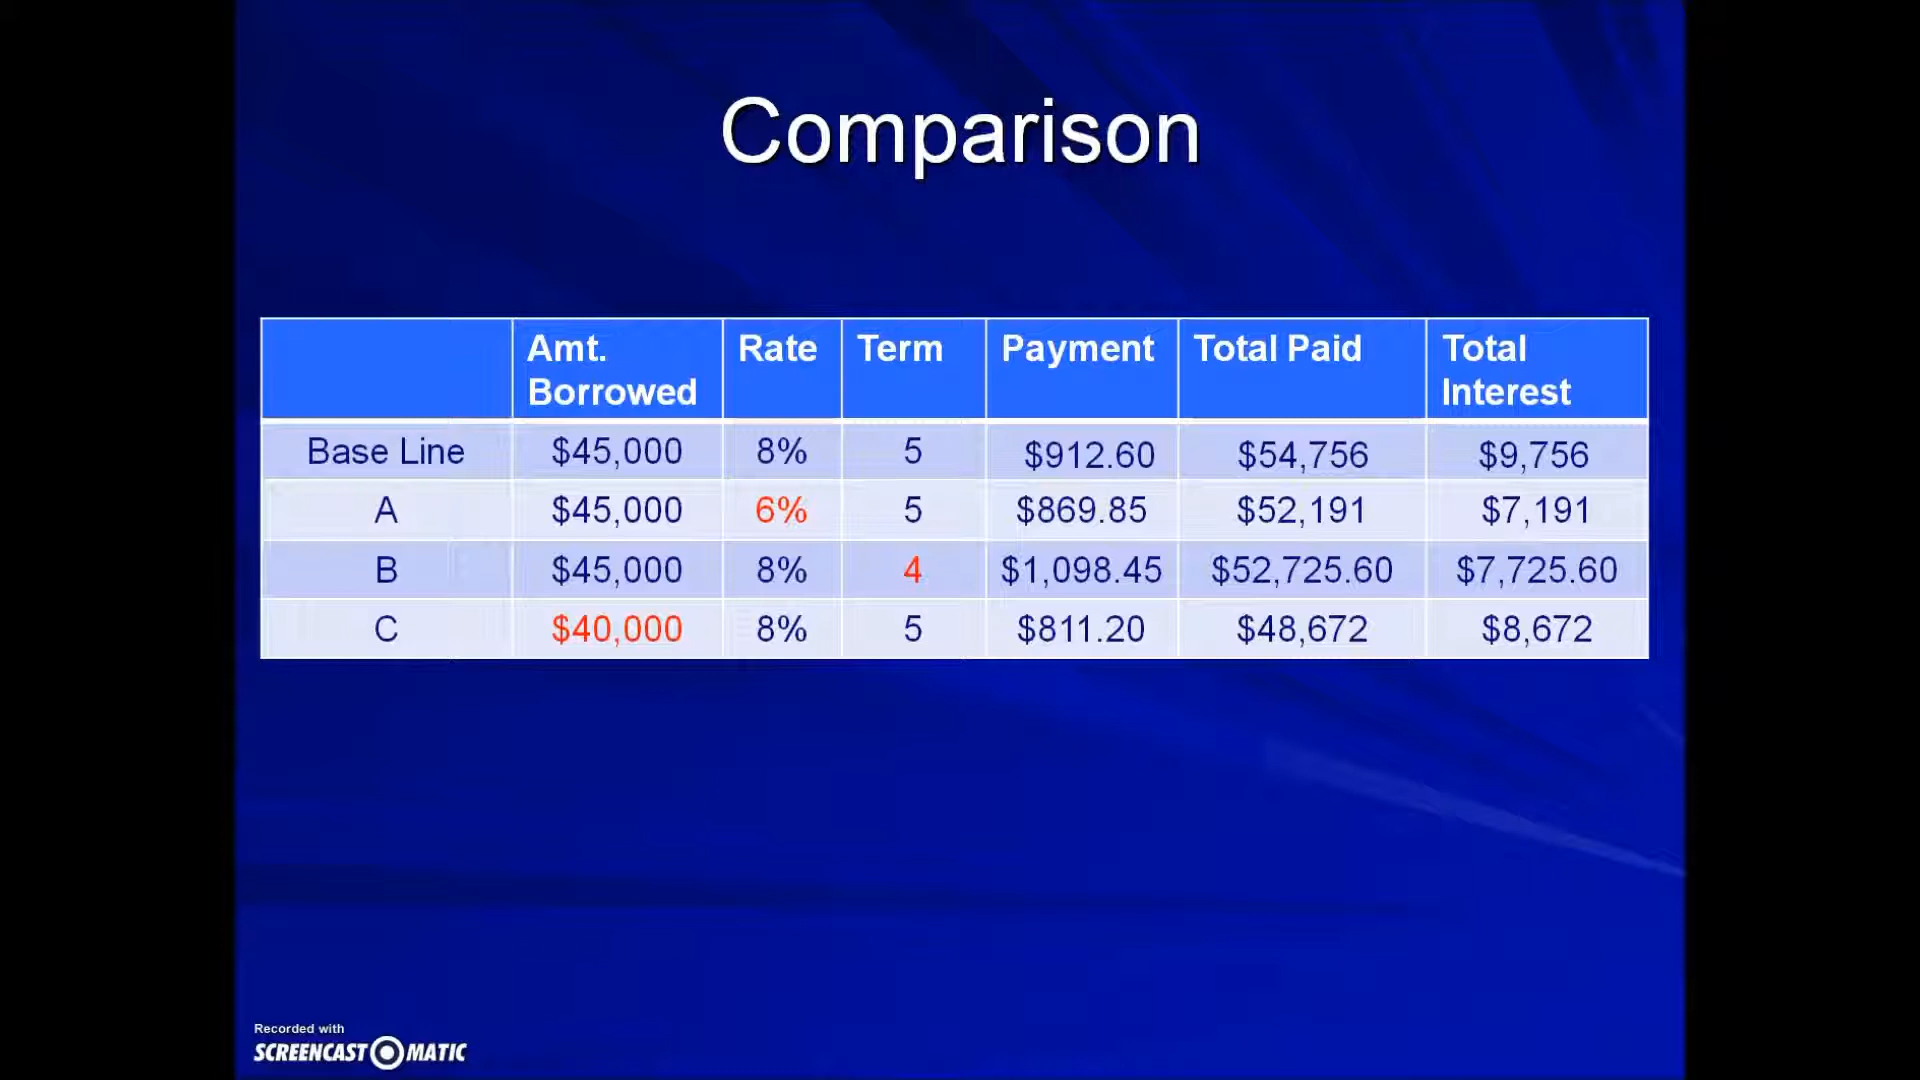 Comparison
Amt. Borrowed Rate Term Payment Total Paid Total Interest
Base Line $45,000 8% 5 $912.60 $54,756 $9,756
A $45,000 6% 5 $869.85 $52,191 $7,191
B $45,000 8% 4 $1,098.45 $52,725.60 $7,725.60
C $40,000 8% 5 $811.20 $48,672 $8,672
Recorded with
SCREENCAST MATIC